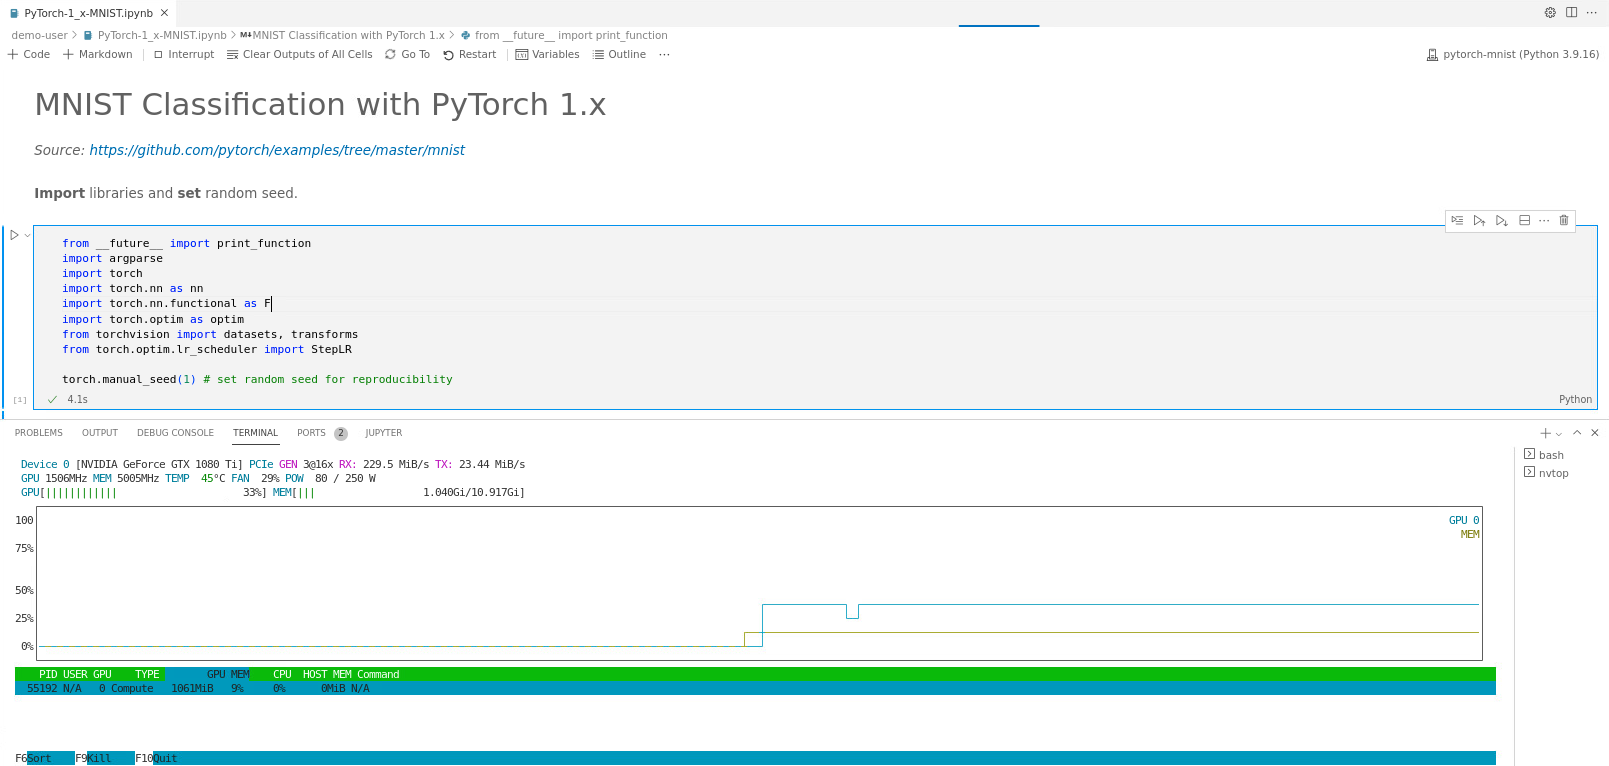 PyTorch-1_x-MNIST.ipynb
demo-user > PyTorch-1_x-MNIST.ipynb > M↓MNIST Classification with PyTorch 1.x > from __future__ import print_function
+ Code + Markdown | Interrupt Clear Outputs of All Cells Go To Restart | Variables Outline ··· pytorch-mnist (Python 3.9.16)
MNIST Classification with PyTorch 1.x
Source: https://github.com/pytorch/examples/tree/master/mnist
Import libraries and set random seed.
from __future__ import print_function
import argparse
import torch
import torch.nn as nn
import torch.nn.functional as F
import torch.optim as optim
from torchvision import datasets, transforms
from torch.optim.lr_scheduler import StepLR
torch.manual_seed(1) # set random seed for reproducibility
[1] 4.1s Python
PROBLEMS OUTPUT DEBUG CONSOLE TERMINAL PORTS 2 JUPYTER
Device 0 [NVIDIA GeForce GTX 1080 Ti] PCIe GEN 3@16x RX: 229.5 MiB/s TX: 23.44 MiB/s
GPU 1506MHz MEM 5005MHz TEMP 45°C FAN 29% POW 80 / 250 W
GPU[|||||||||||| 33%] MEM[||| 1.040Gi/10.917Gi]
bash
nvtop
100
GPU 0
MEM
75%
50%
25%
0%
PID USER GPU TYPE GPU MEM CPU HOST MEM Command
55192 N/A 0 Compute 1061MiB 9% 0% 0MiB N/A
F6Sort F9Kill F10Quit